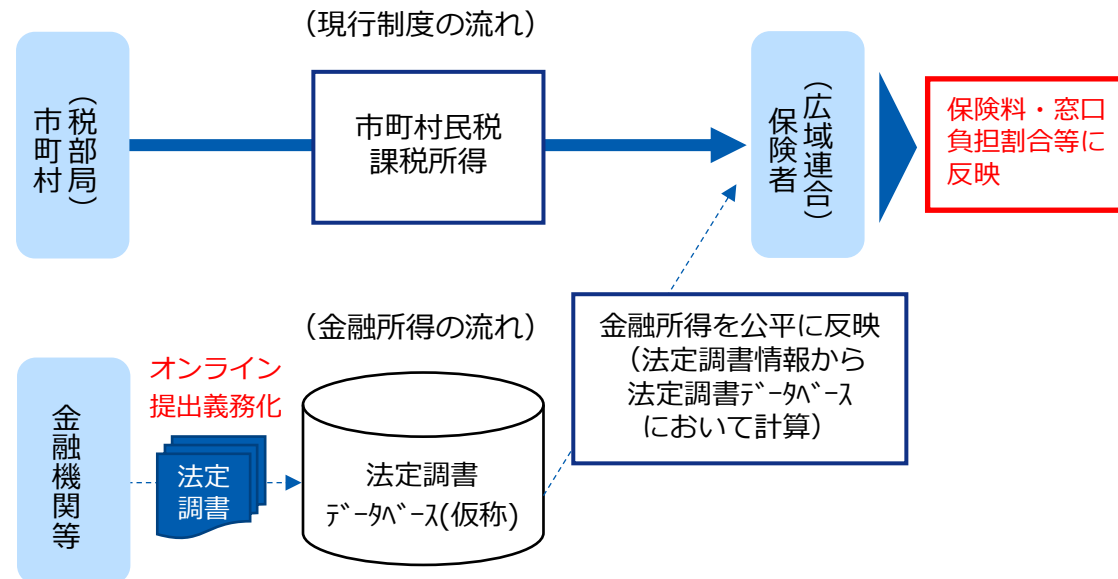 （現行制度の流れ）
市町村
（税部局）
市町村民税
課税所得
保険者
（広域連合）
保険料・窓口
負担割合等に
反映
（金融所得の流れ）
金融機関等
オンライン
提出義務化
法定
調書
法定調書
ﾃﾞｰﾀﾍﾞｰｽ(仮称)
金融所得を公平に反映
（法定調書情報から
法定調書ﾃﾞｰﾀﾍﾞｰｽ
において計算）